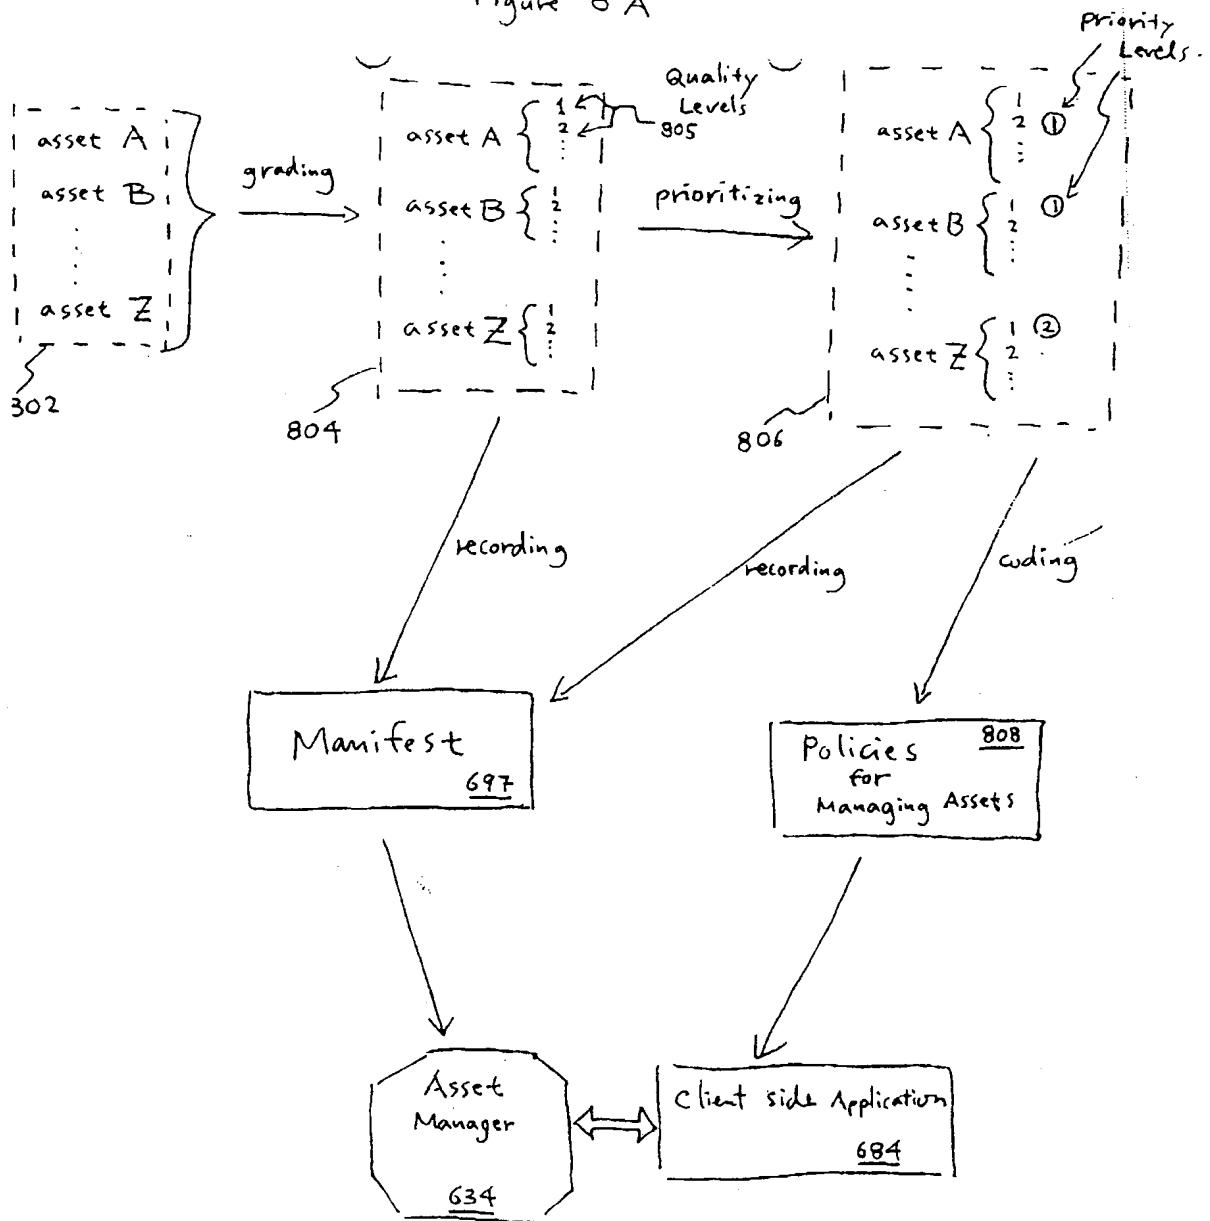 Figure 8 A
priority
Levels.
Quality
Levels
805
asset A
asset B
asset Z
302
grading
asset A { 1
2
asset B { 1
2
asset Z { 1
2
804
prioritizing
asset A { 1
2 ①
asset B { 1 ①
2
asset Z { 1 ②
2
806
recording
recording
coding
Manifest
697
Policies 808
for
Managing Assets
Asset
Manager
634
Client side Application
684